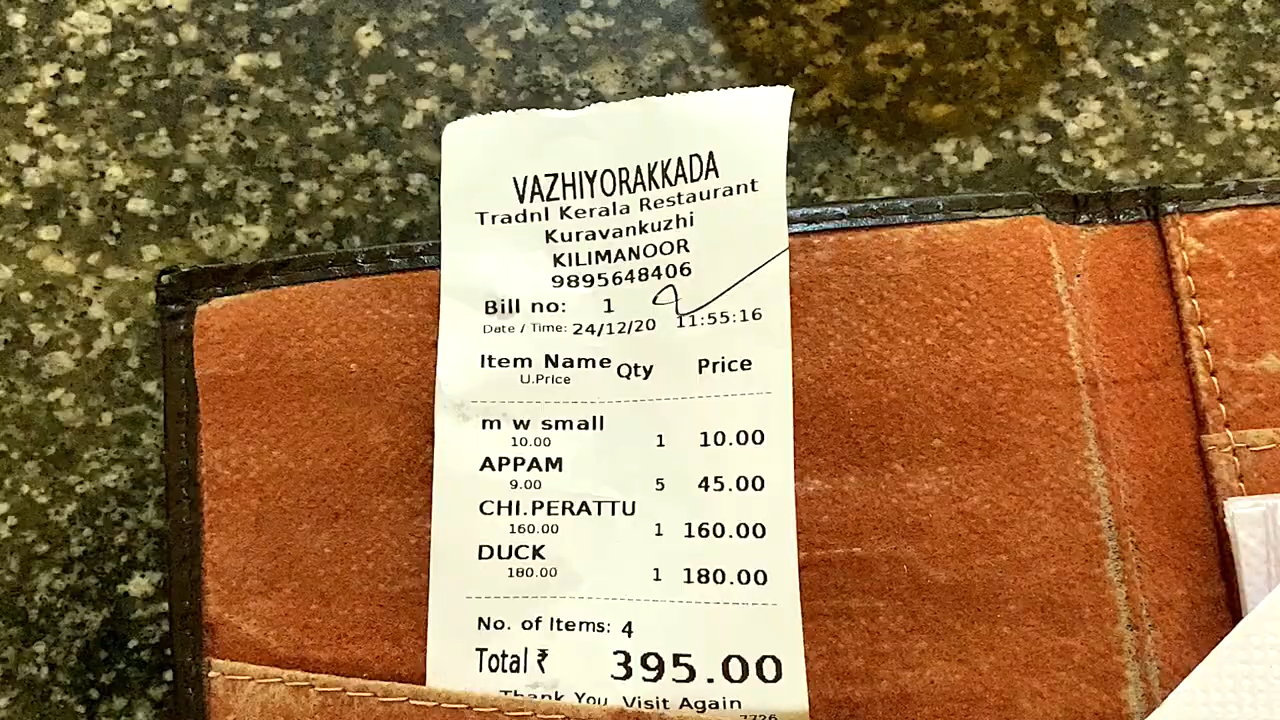 VAZHIYORAKKADA
Tradnl Kerala Restaurant
Kuravankuzhi
KILIMANOOR
9895648406
Bill no: 1
Date / Time: 24/12/20 11:55:16
Item Name Qty Price
U.Price
m w small
10.00 1 10.00
APPAM
9.00 5 45.00
CHI.PERATTU
160.00 1 160.00
DUCK
180.00 1 180.00
No. of Items: 4
Total ₹ 395.00
Thank You Visit Again